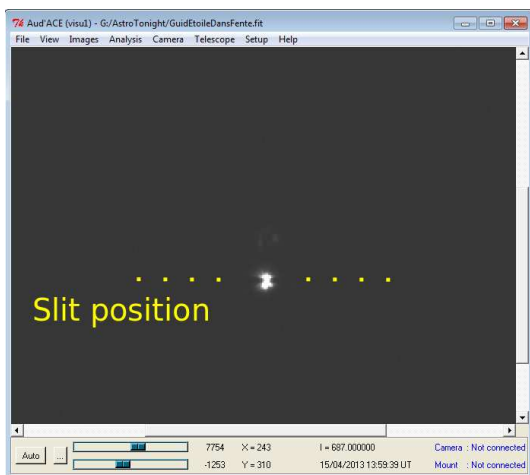 Aud'ACE (visu1) - G:/AstroTonight/GuidEtoileDansFente.fit
File View Images Analysis Camera Telescope Setup Help
Slit position
Auto ... 7754 X = 243 I = 687.000000 Camera : Not connected
-1253 Y = 310 15/04/2013 13:59:39 UT Mount : Not connected